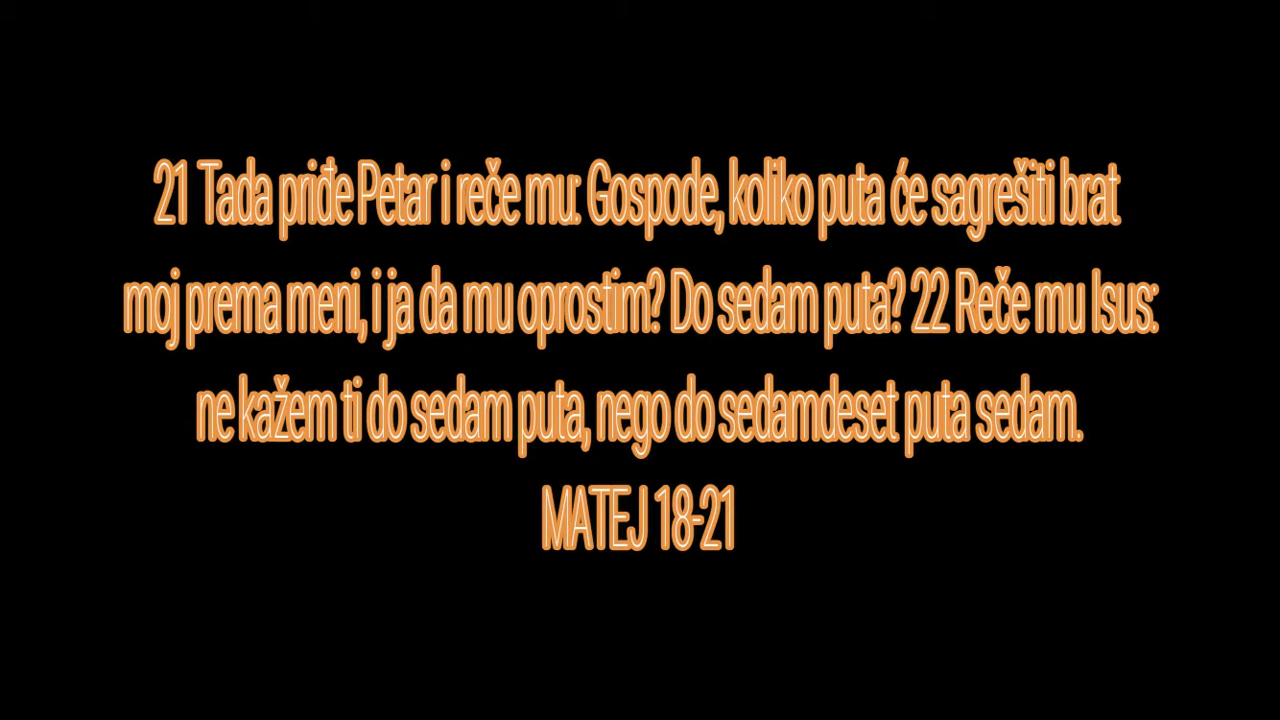 21 Tada priđe Petar i reče mu: Gospode, koliko puta će sagrešiti brat
moj prema meni, i ja da mu oprostim? Do sedam puta? 22 Reče mu Isus:
ne kažem ti do sedam puta, nego do sedamdeset puta sedam.
MATEJ 18-21